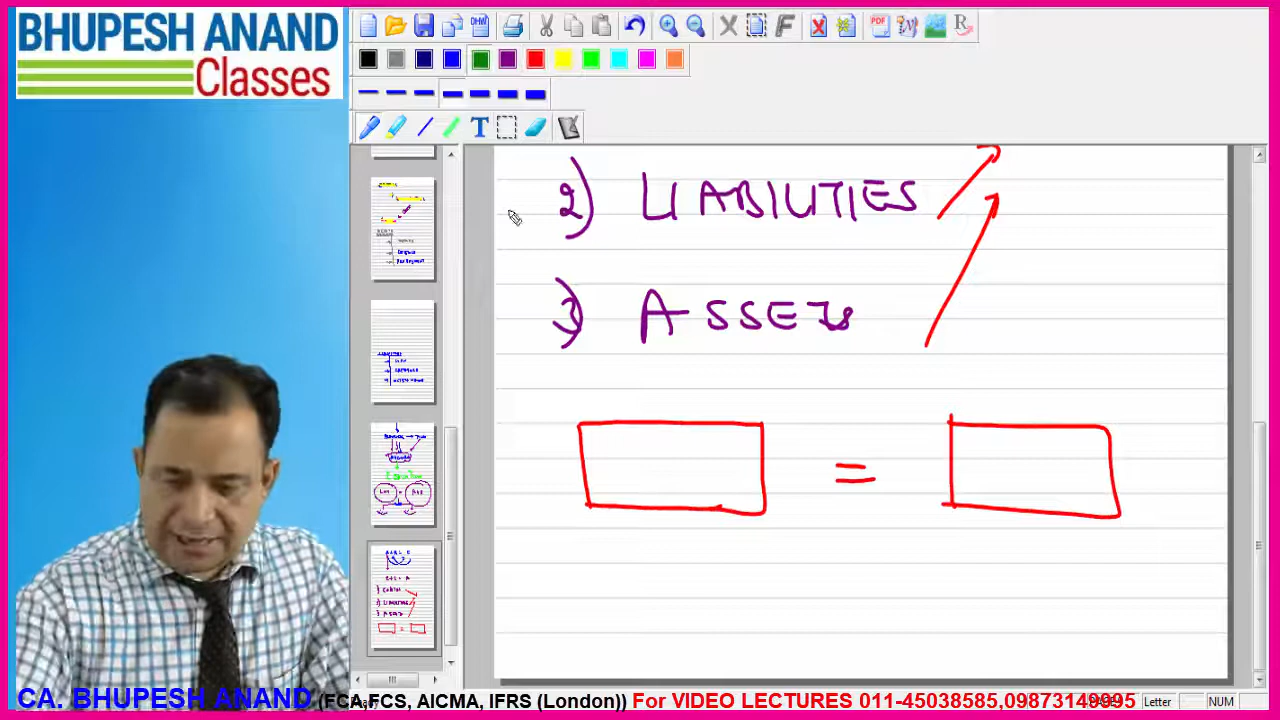 BHUPESH ANAND
Classes
2) LIABILITIES
3) ASSETS
=
CA. BHUPESH ANAND (FCA,FCS, AICMA, IFRS (London)) For VIDEO LECTURES 011-45038585,09873149995
Letter NUM